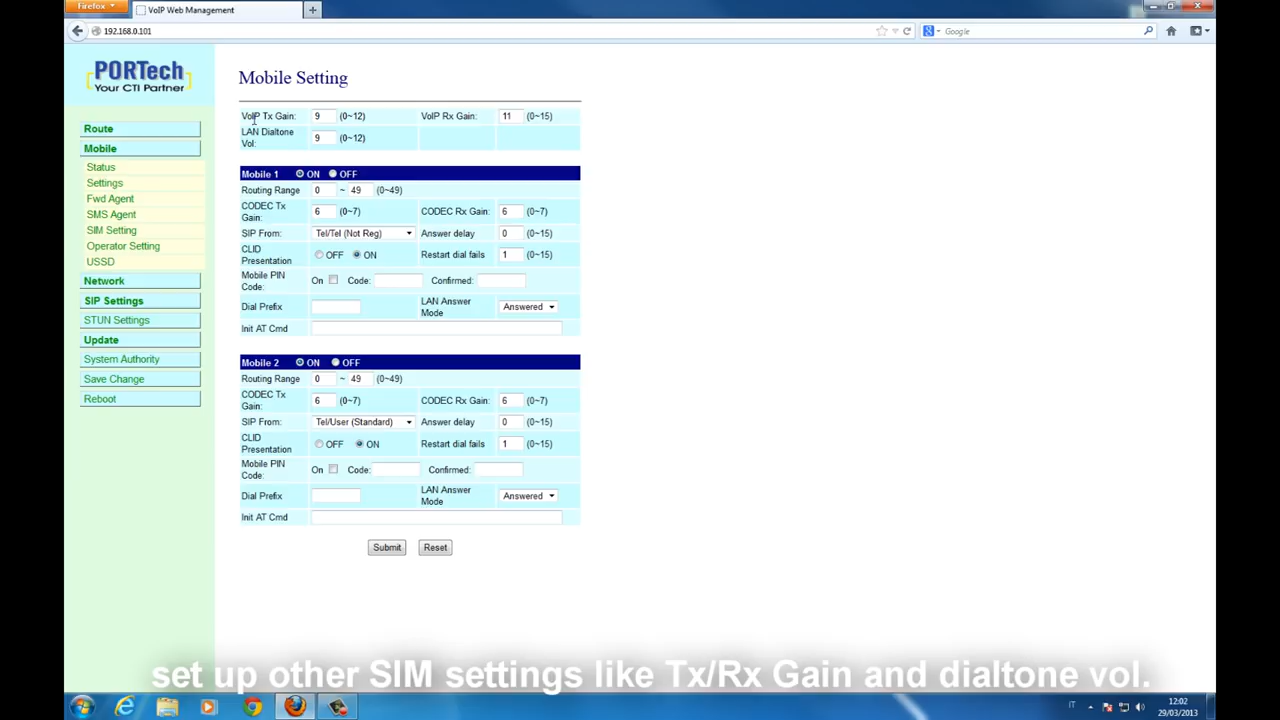 Firefox
VoIP Web Management
192.168.0.101
Google
PORTech
Your CTI Partner
Route
Mobile
Status
Settings
Fwd Agent
SMS Agent
SIM Setting
Operator Setting
USSD
Network
SIP Settings
STUN Settings
Update
System Authority
Save Change
Reboot
Mobile Setting
VoIP Tx Gain: 9 (0~12) VoIP Rx Gain: 11 (0~15)
LAN Dialtone Vol: 9 (0~12)
Mobile 1 ON OFF
Routing Range 0 ~ 49 (0~49)
CODEC Tx Gain: 6 (0~7) CODEC Rx Gain: 6 (0~7)
SIP From: Tel/Tel (Not Reg) Answer delay 0 (0~15)
CLID Presentation OFF ON Restart dial fails 1 (0~15)
Mobile PIN Code: On Code: Confirmed:
Dial Prefix LAN Answer Mode Answered
Init AT Cmd
Mobile 2 ON OFF
Routing Range 0 ~ 49 (0~49)
CODEC Tx Gain: 6 (0~7) CODEC Rx Gain: 6 (0~7)
SIP From: Tel/User (Standard) Answer delay 0 (0~15)
CLID Presentation OFF ON Restart dial fails 1 (0~15)
Mobile PIN Code: On Code: Confirmed:
Dial Prefix LAN Answer Mode Answered
Init AT Cmd
Submit Reset
set up other SIM settings like Tx/Rx Gain and dialtone vol.
IT
12:02
29/03/2013